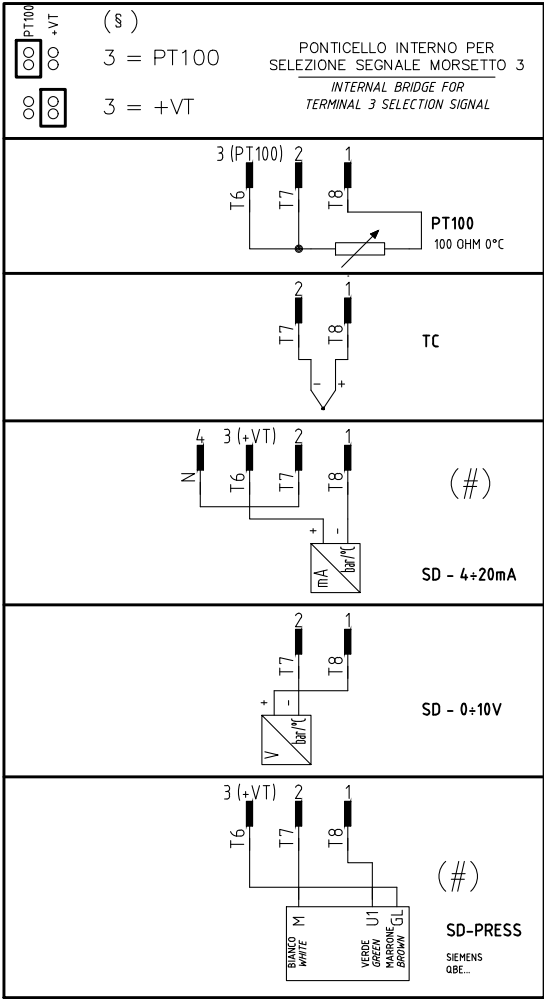 PT100
+VT
(§)
3 = PT100
3 = +VT
PONTICELLO INTERNO PER
SELEZIONE SEGNALE MORSETTO 3
INTERNAL BRIDGE FOR
TERMINAL 3 SELECTION SIGNAL
3 (PT100) 2 1
T6 T7 T8
PT100
100 OHM 0°C
2 1
T7 T8
TC
- +
4 3 (+VT) 2 1
N T6 T7 T8
(#)
+ -
mA bar/°C
SD - 4÷20mA
2 1
T7 T8
+ -
V bar/°C
SD - 0÷10V
3 (+VT) 2 1
T6 T7 T8
(#)
M U1 GL
BIANCO
WHITE
VERDE
GREEN
MARRONE
BROWN
SD-PRESS
SIEMENS
QBE...